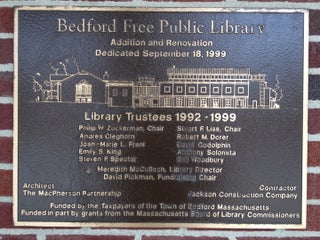 Bedford Free Public Library
Addition and Renovation
Dedicated September 18, 1999
Library Trustees 1992 - 1999
Philip W. Zuckerman, Chair Stuart F. Liss, Chair
Andrea Cleghorn Robert M. Dorer
Joan-Marie L. Freni David Godolphin
Emily S. King Anthony Solomita
Steven F. Spector Woodbury
Meredith McCulloch, Library Director
David Pickman, Fundraising Chair
Architect Contractor
The MacPherson Partnership Jackson Construction Company
Funded by the Taxpayers of the Town of Bedford Massachusetts
Funded in part by grants from the Massachusetts Board of Library Commissioners